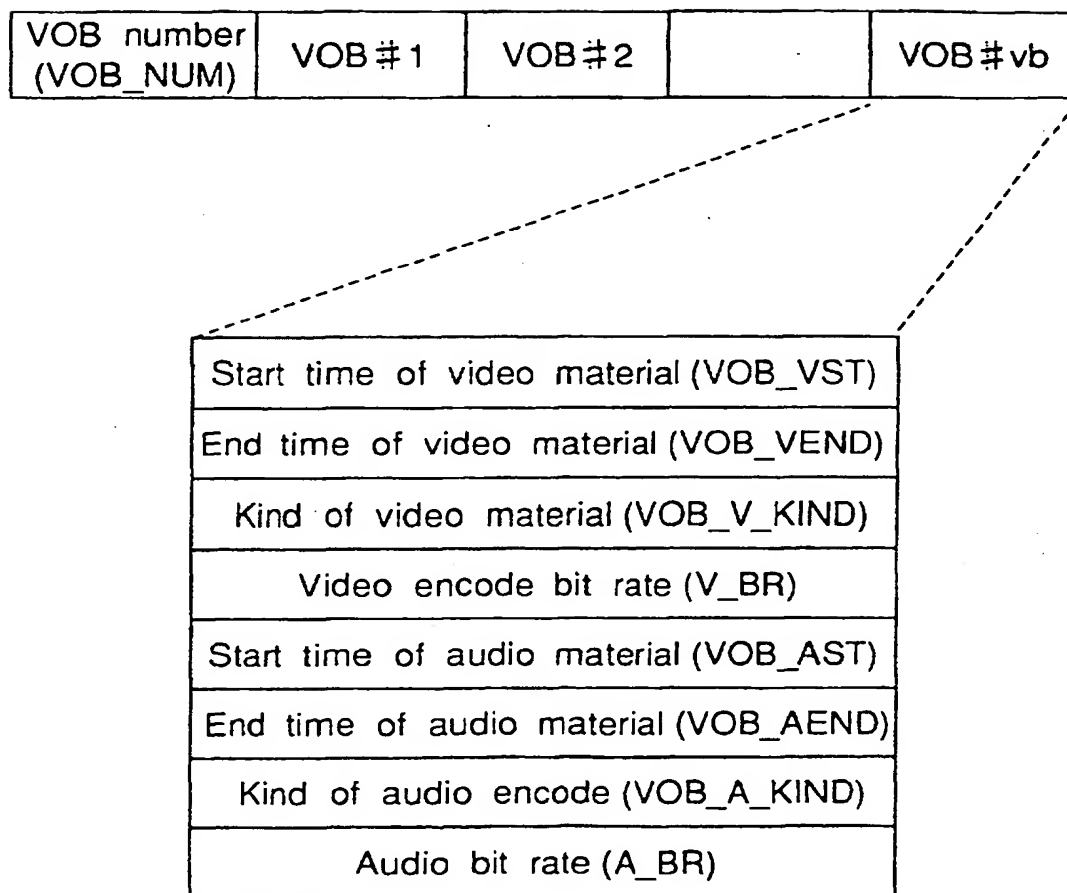 VOB number
(VOB_NUM)
VOB#1
VOB#2
VOB#vb
Start time of video material (VOB_VST)
End time of video material (VOB_VEND)
Kind of video material (VOB_V_KIND)
Video encode bit rate (V_BR)
Start time of audio material (VOB_AST)
End time of audio material (VOB_AEND)
Kind of audio encode (VOB_A_KIND)
Audio bit rate (A_BR)